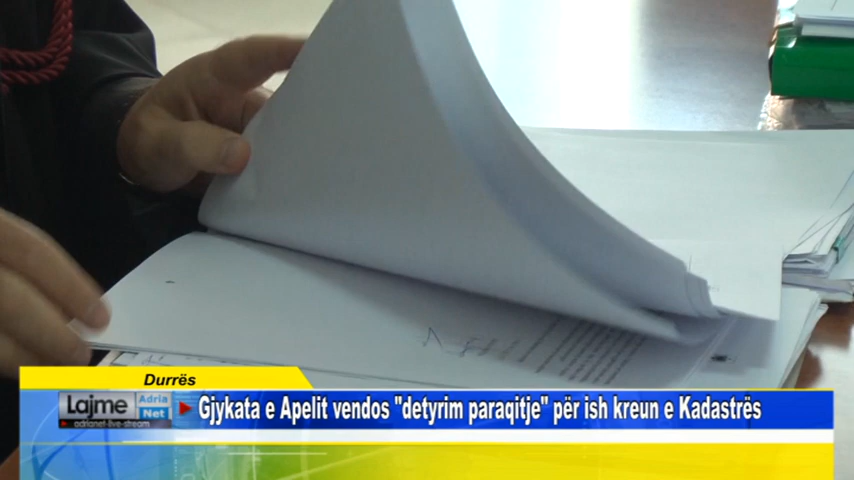 Durrës
Lajme Adria Net
adrianet-live-stream
Gjykata e Apelit vendos "detyrim paraqitje" për ish kreun e Kadastrës